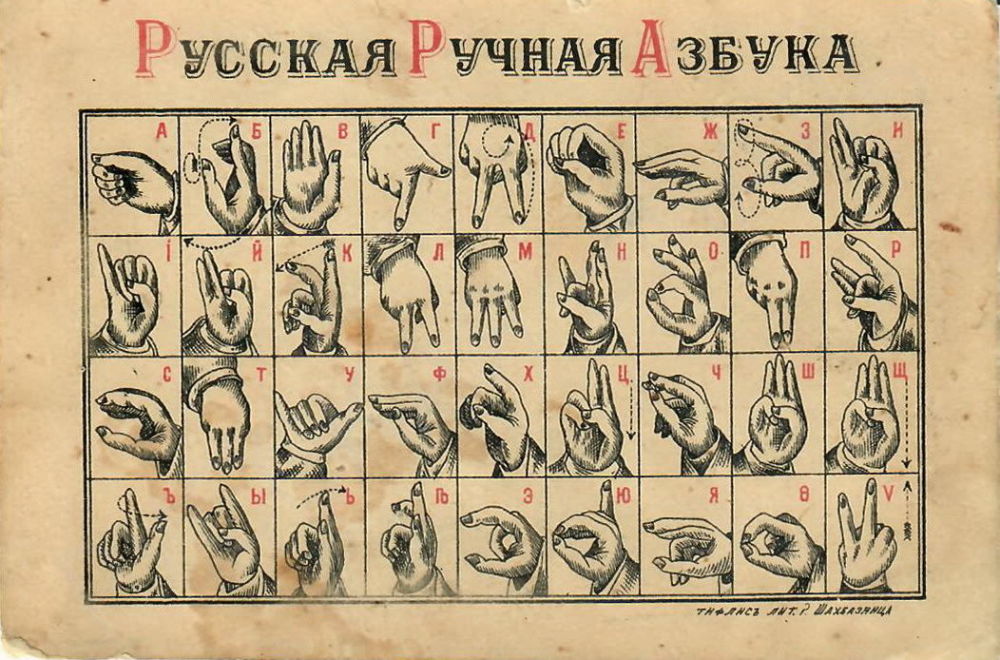 Русская Ручная Азбука
А Б В Г Д Е Ж З И
І Й К Л М Н О П Р
С Т У Ф Х Ц Ч Ш Щ
Ъ Ы Ь Ѣ Э Ю Я Ѳ Ѵ
Тифлисъ лит. Р. Шахбазянца